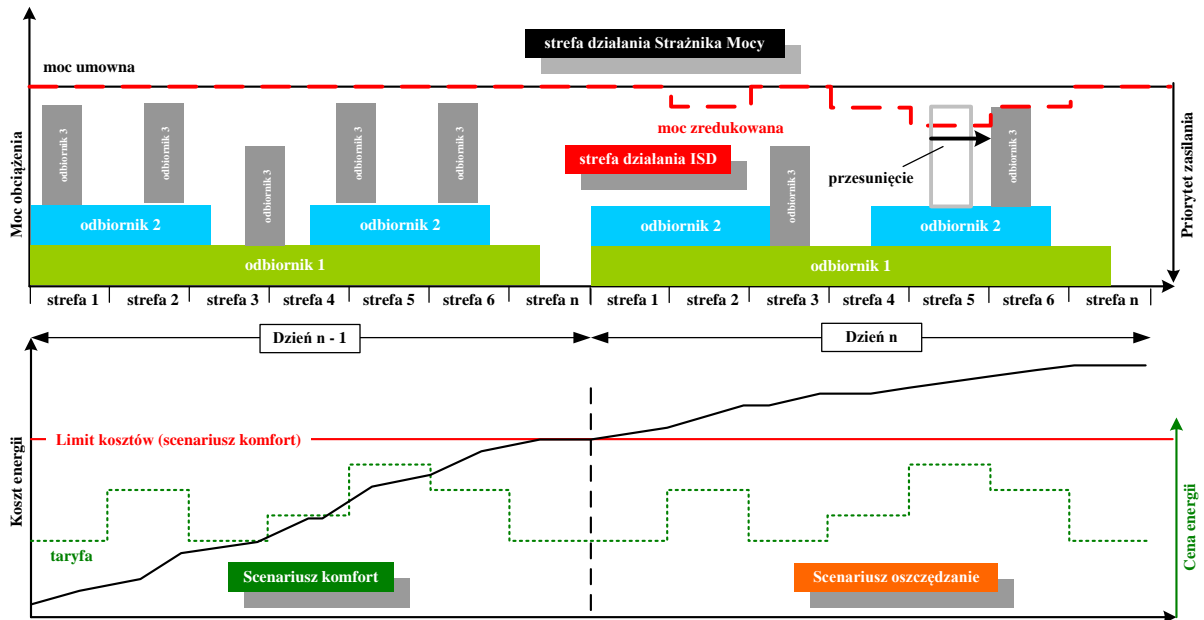 strefa działania Strażnika Mocy
moc umowna
moc zredukowana
strefa działania ISD
przesunięcie
Moc obciążenia
Priorytet zasilania
odbiornik 3
odbiornik 3
odbiornik 3
odbiornik 3
odbiornik 3
odbiornik 3
odbiornik 3
odbiornik 2
odbiornik 2
odbiornik 2
odbiornik 2
odbiornik 1
odbiornik 1
strefa 1 strefa 2 strefa 3 strefa 4 strefa 5 strefa 6 strefa n strefa 1 strefa 2 strefa 3 strefa 4 strefa 5 strefa 6 strefa n
Dzień n - 1
Dzień n
Limit kosztów (scenariusz komfort)
Koszt energii
Cena energii
taryfa
Scenariusz komfort
Scenariusz oszczędzanie